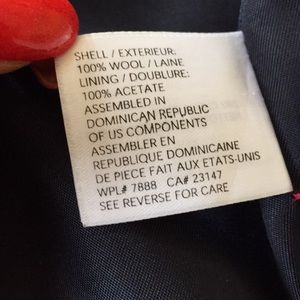 SHELL / EXTERIEUR:
100% WOOL / LAINE
LINING / DOUBLURE:
100% ACETATE
ASSEMBLED IN
DOMINICAN REPUBLIC
OF US COMPONENTS
ASSEMBLER EN
REPUBLIQUE DOMINICAINE
DE PIECE FAIT AUX ETATS-UNIS
WPL# 7888 CA# 23147
SEE REVERSE FOR CARE